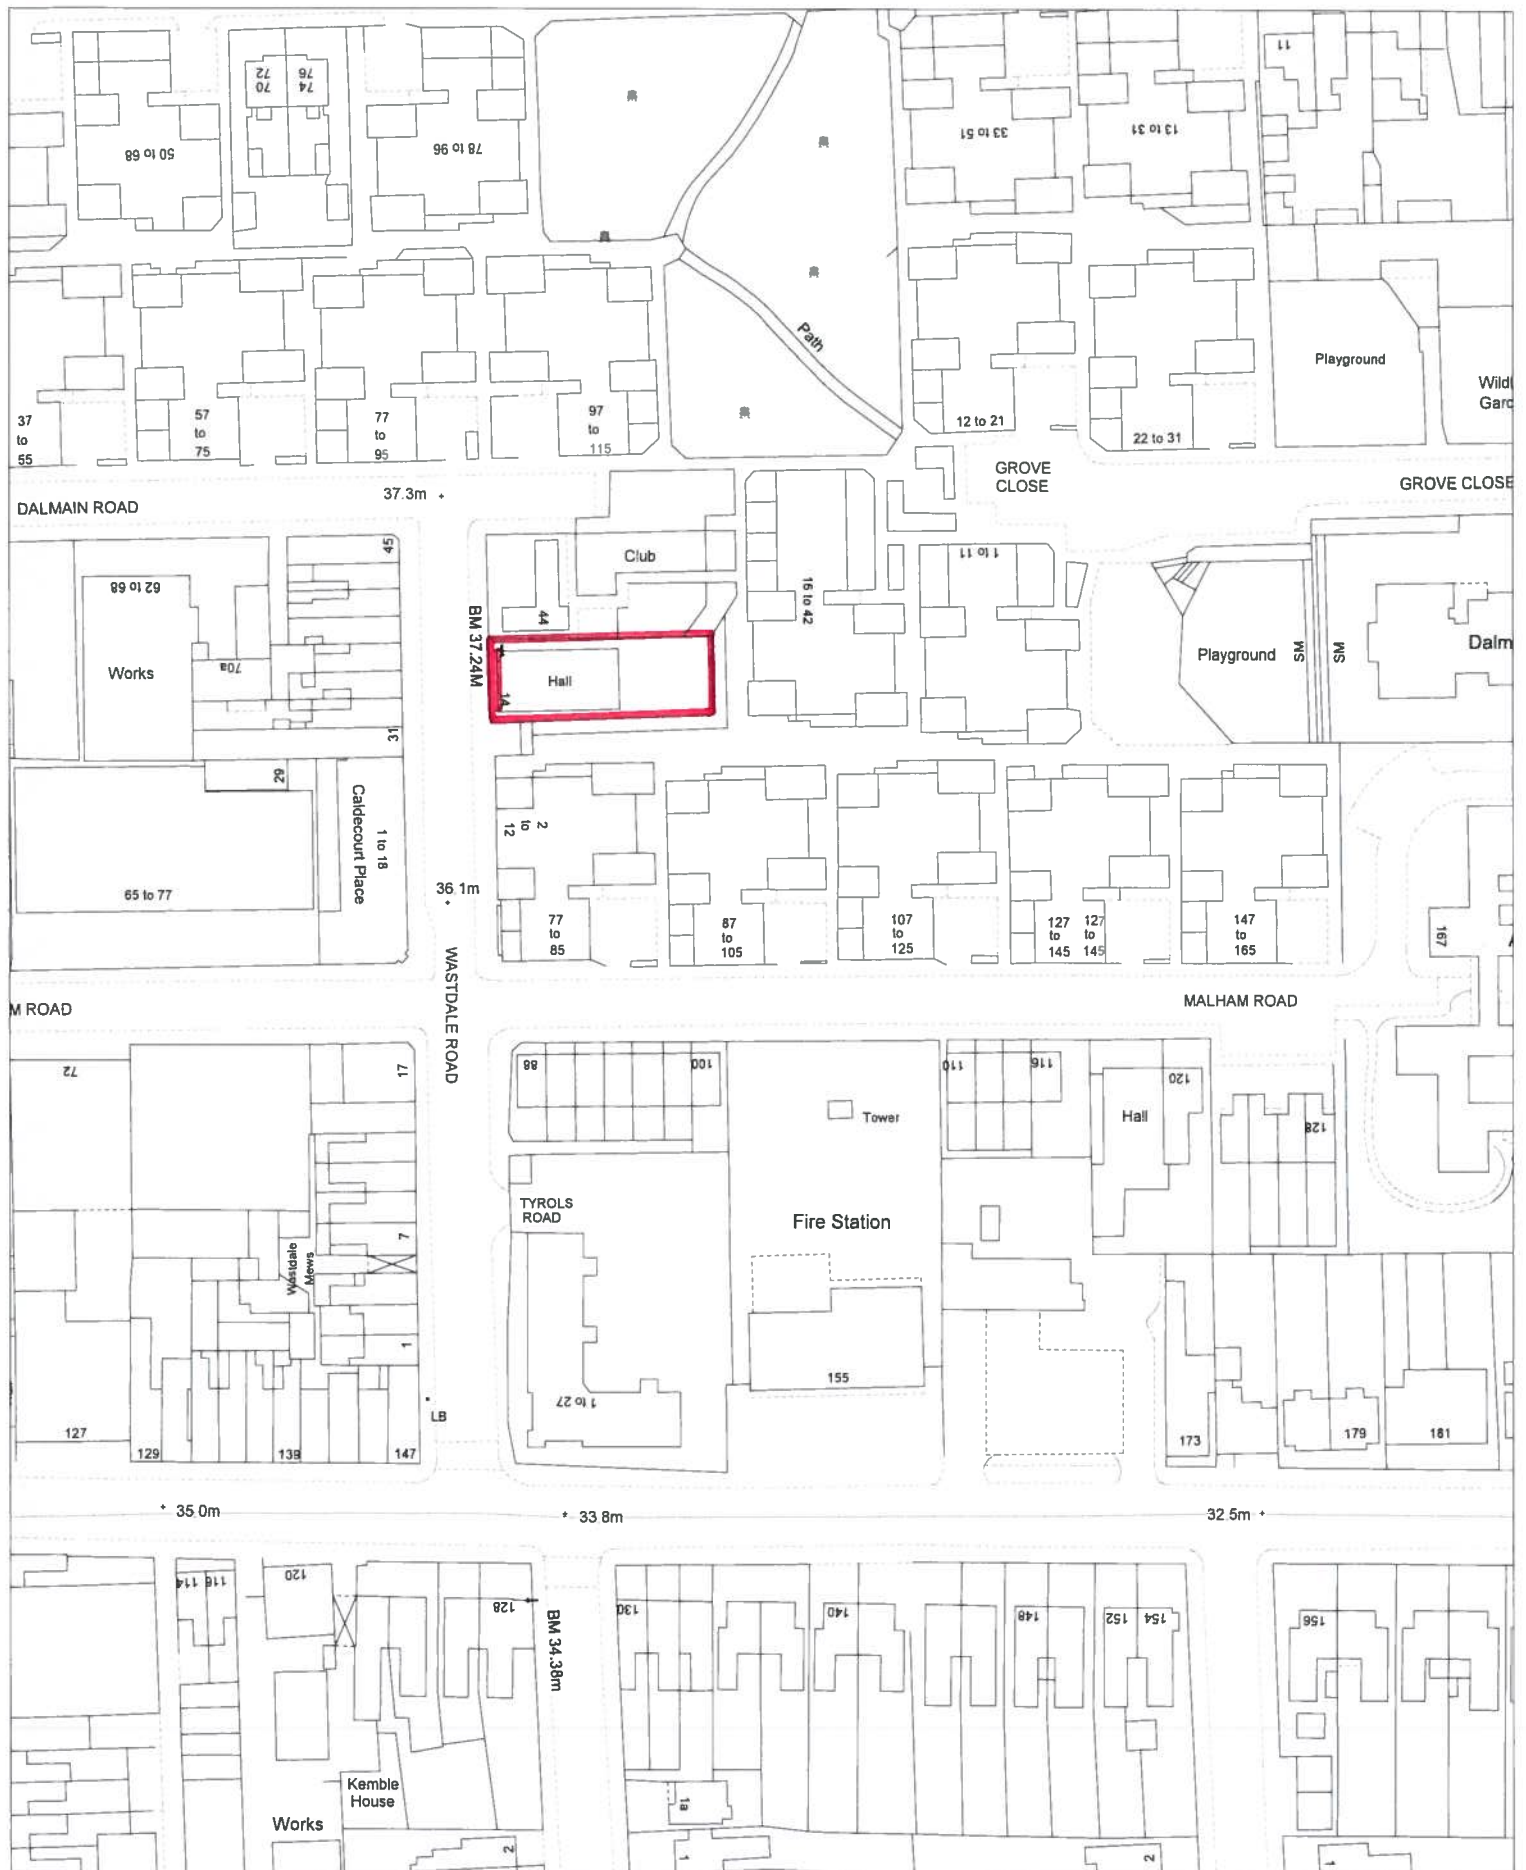 72
70
76
74
11
50 to 68
78 to 96
33 to 51
13 to 31
Path
Playground
37
to
55
57
to
75
77
to
95
97
to
115
12 to 21
22 to 31
GROVE
CLOSE
GROVE CLOSE
DALMAIN ROAD
37.3m
45
Club
1 to 11
62 to 68
44
16 to 42
BM 37.24M
Works
70a
Hall
14
Playground
SM
SM
31
29
Caldecourt Place
1 to 18
2
to
12
65 to 77
36.1m
77
to
85
87
to
105
107
to
125
127
to
145
127
to
145
147
to
165
167
WASTDALE ROAD
M ROAD
MALHAM ROAD
72
17
88
100
110
116
120
Tower
Hall
128
TYROLS
ROAD
Fire Station
7
Wastdale
Mews
1
155
1 to 27
LB
127
129
139
147
173
179
181
35.0m
33.8m
32.5m
114
116
120
128
BM 34.38m
130
140
148
152
154
156
Kemble
House
Works
1a
2
1
2
1